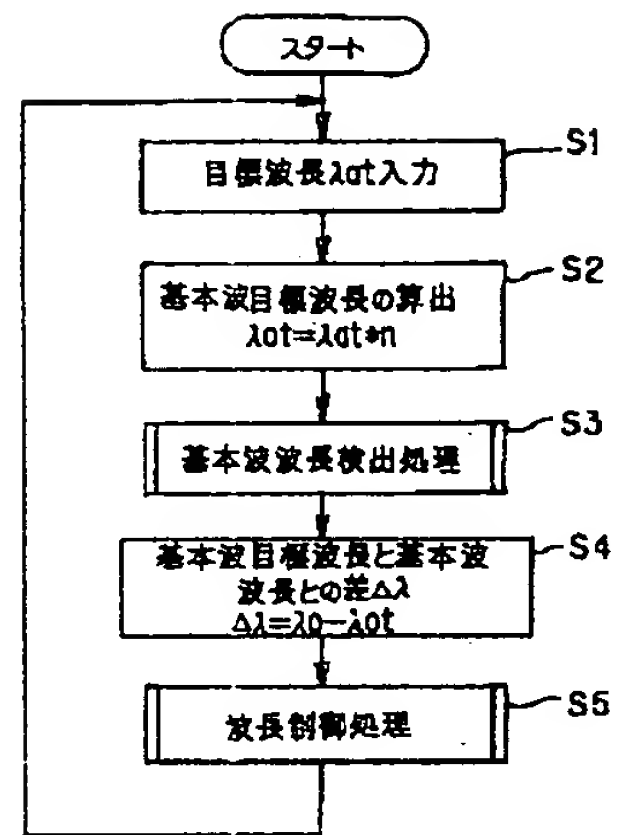 スタート
目標波長λat入力
S1
基本波目標波長の算出
λot=λat*n
S2
基本波波長検出処理
S3
基本波目標波長と基本波
波長との差Δλ
Δλ=λo-λot
S4
波長制御処理
S5